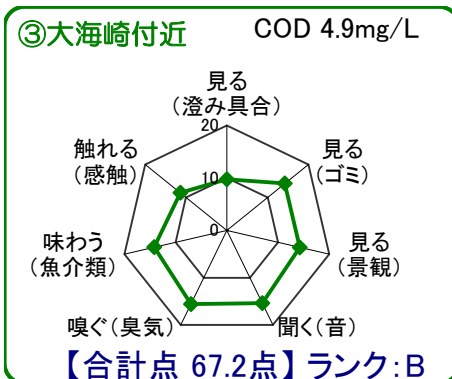 ③大海崎付近 COD 4.9mg/L
見る
（澄み具合）
20
触れる
（感触）
見る
（ゴミ）
10
味わう
（魚介類）
0
見る
（景観）
嗅ぐ（臭気）
聞く（音）
【合計点 67.2点】ランク：B